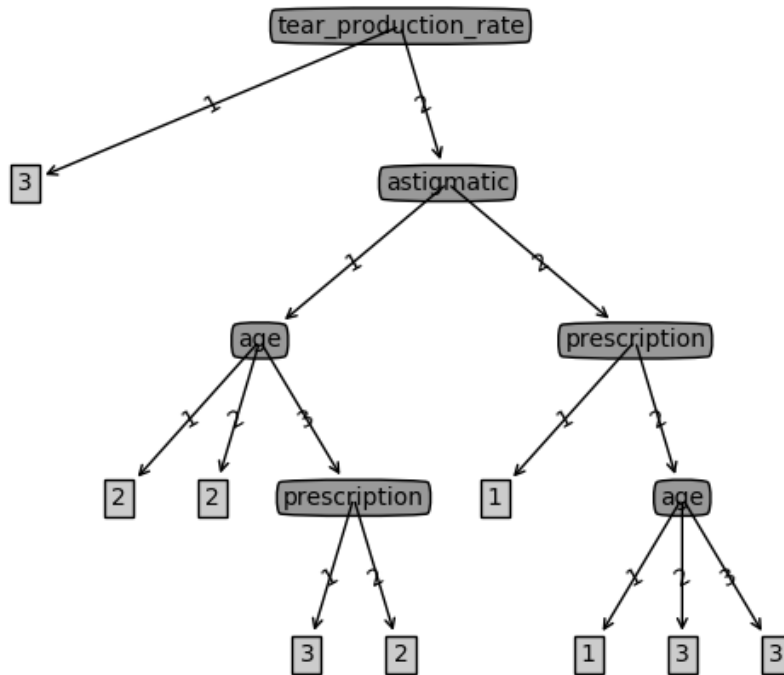 tear_production_rate
1 2
3 astigmatic
1 2
age prescription
1 2 3 1 2
2 2 prescription 1 age
1 2 1 2 3
3 2 1 3 3